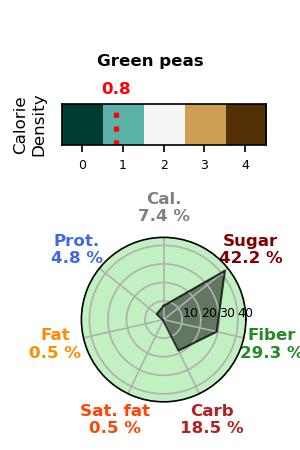 Green peas
0.8
Calorie
Density
0 1 2 3 4
Cal.
7.4 %
Prot.
4.8 %
Sugar
42.2 %
10 20 30 40
Fat
0.5 %
Fiber
29.3 %
Sat. fat
0.5 %
Carb
18.5 %